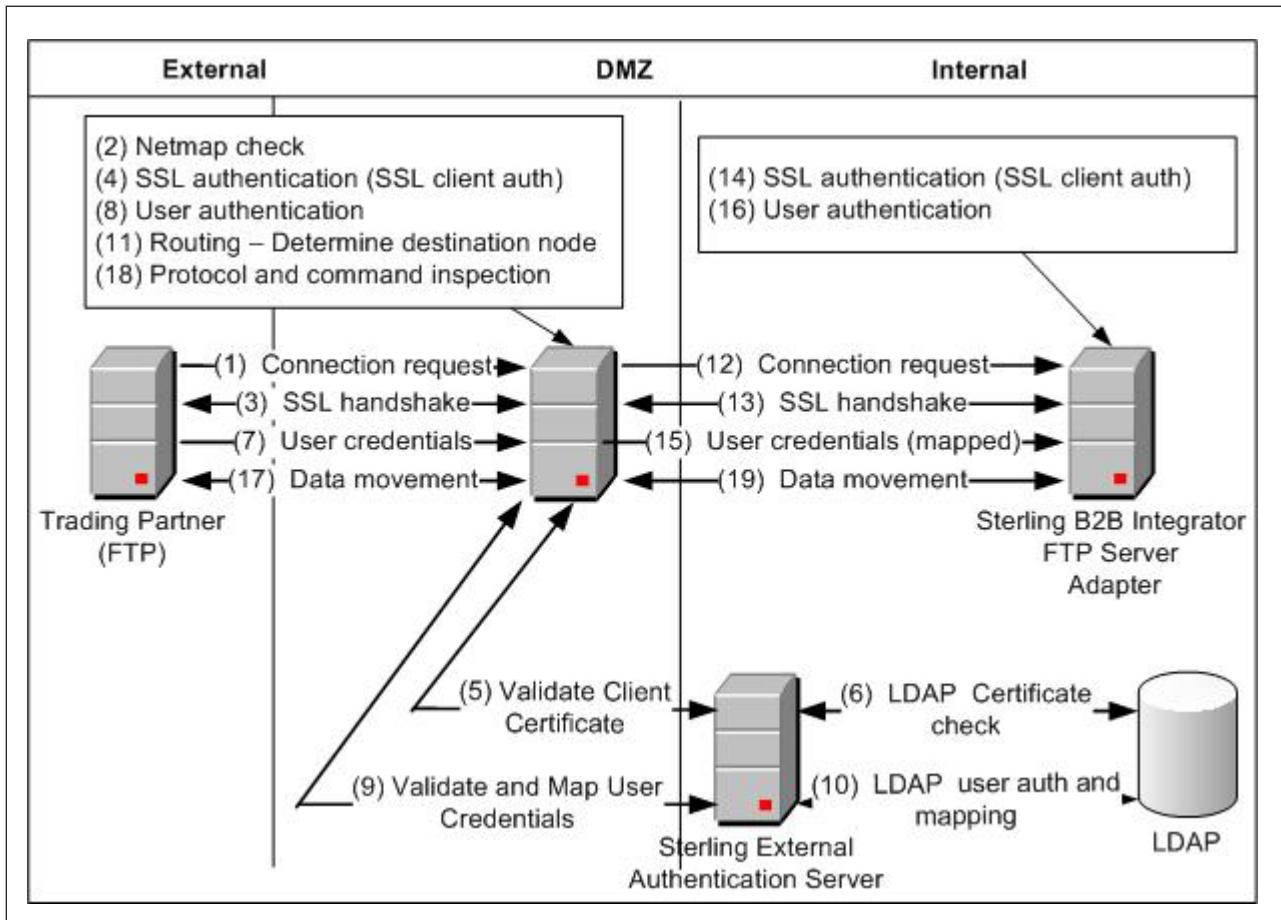 External
DMZ
Internal
(2) Netmap check
(4) SSL authentication (SSL client auth)
(8) User authentication
(11) Routing – Determine destination node
(18) Protocol and command inspection
(14) SSL authentication (SSL client auth)
(16) User authentication
(1) Connection request
(3) SSL handshake
(7) User credentials
(17) Data movement
(12) Connection request
(13) SSL handshake
(15) User credentials (mapped)
(19) Data movement
Trading Partner
(FTP)
Sterling B2B Integrator
FTP Server
Adapter
(5) Validate Client
Certificate
(6) LDAP Certificate
check
(9) Validate and Map User
Credentials
(10) LDAP user auth and
mapping
Sterling External
Authentication Server
LDAP